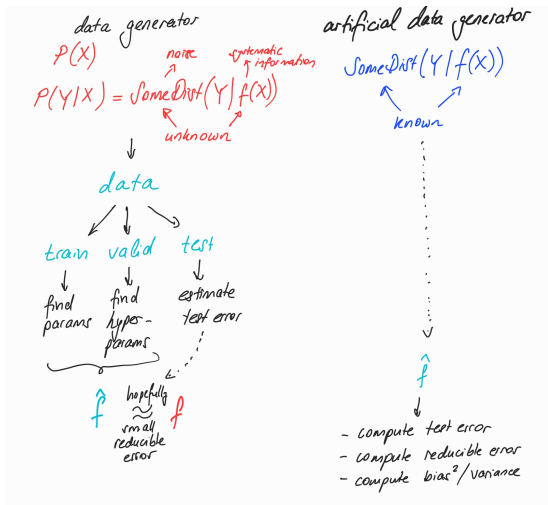 data generator
P(X)
noise
systematic
information
P(Y|X) = SomeDist(Y|f(X))
unknown
data
train valid test
find
params
find
hyper-
params
estimate
test error
f̂
hopefully
≈
small
reducible
error
f
artificial data generator
SomeDist(Y|f(X))
known
f̂
- compute test error
- compute reducible error
- compute bias²/variance